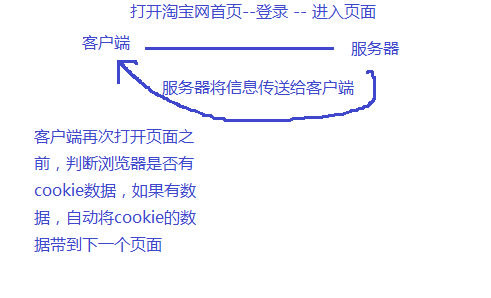 打开淘宝网首页--登录 -- 进入页面
客户端
服务器
服务器将信息传送给客户端
客户端再次打开页面之
前，判断浏览器是否有
cookie数据，如果有数
据，自动将cookie的数
据带到下一个页面